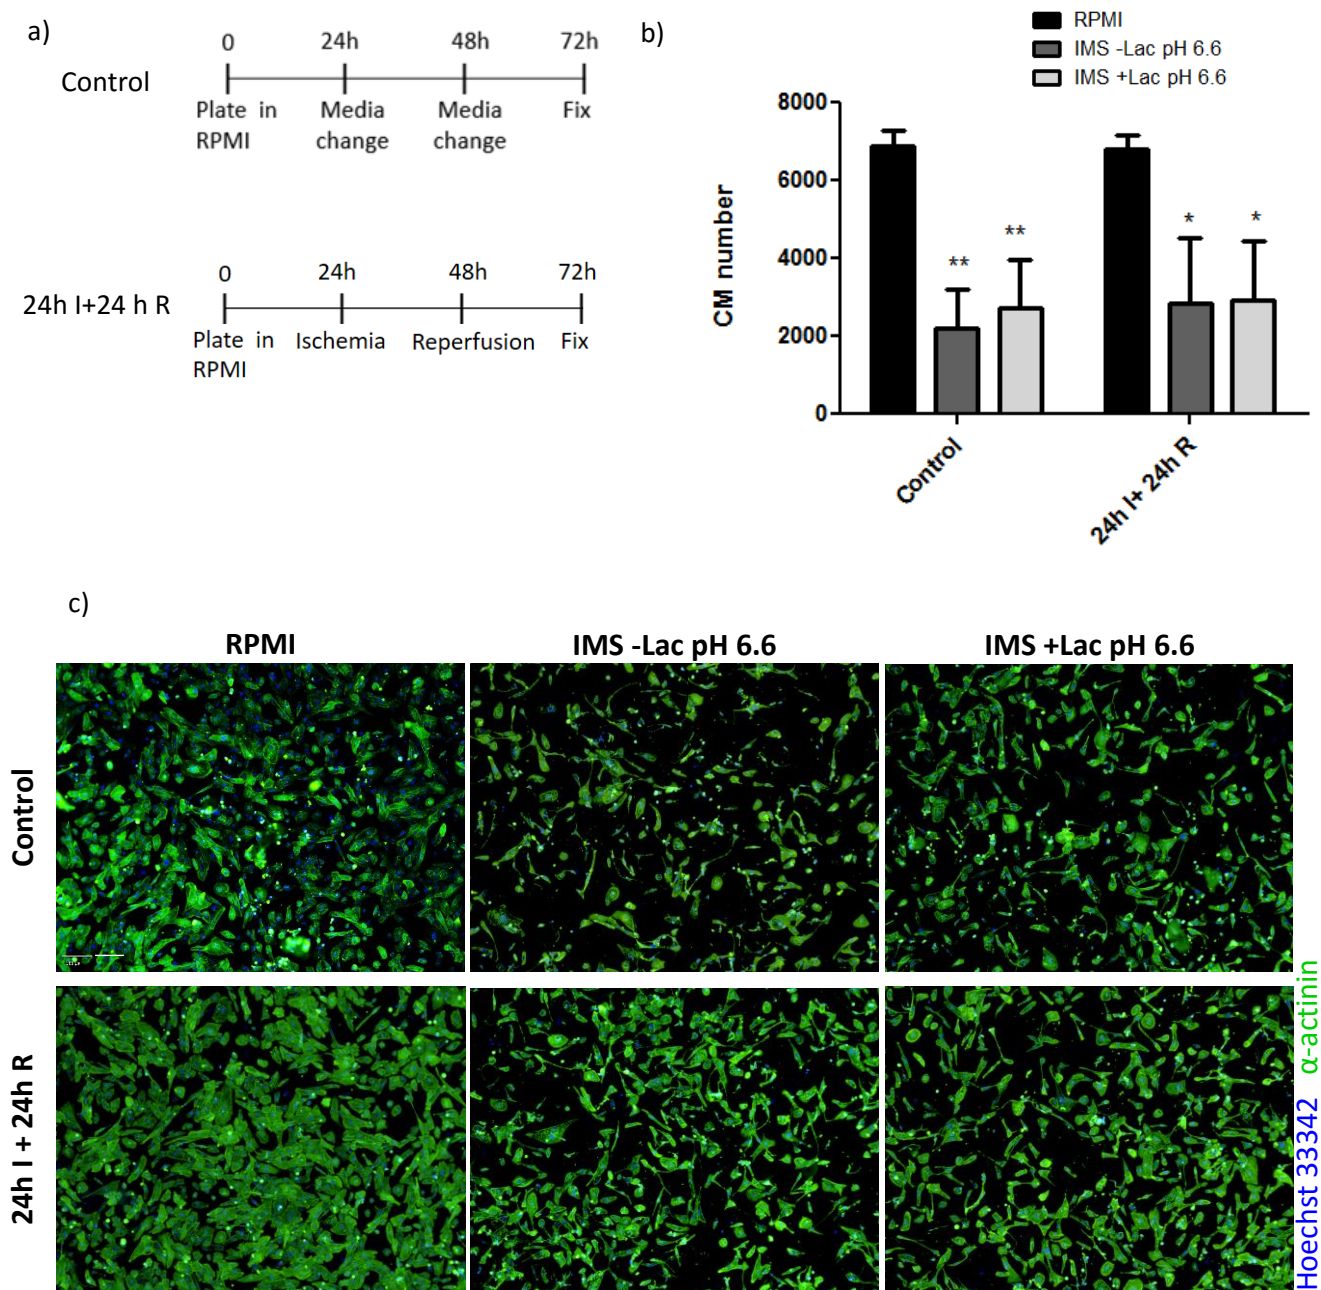 a)
Control
0 24h 48h 72h
Plate in Media Media Fix
RPMI change change
24h I+24 h R
0 24h 48h 72h
Plate in Ischemia Reperfusion Fix
RPMI
b)
RPMI
IMS -Lac pH 6.6
IMS +Lac pH 6.6
CM number
8000
6000
4000
2000
0
** ** * *
Control
24h I+ 24h R
c)
RPMI IMS -Lac pH 6.6 IMS +Lac pH 6.6
Control
24h I + 24h R
Hoechst 33342 α-actinin